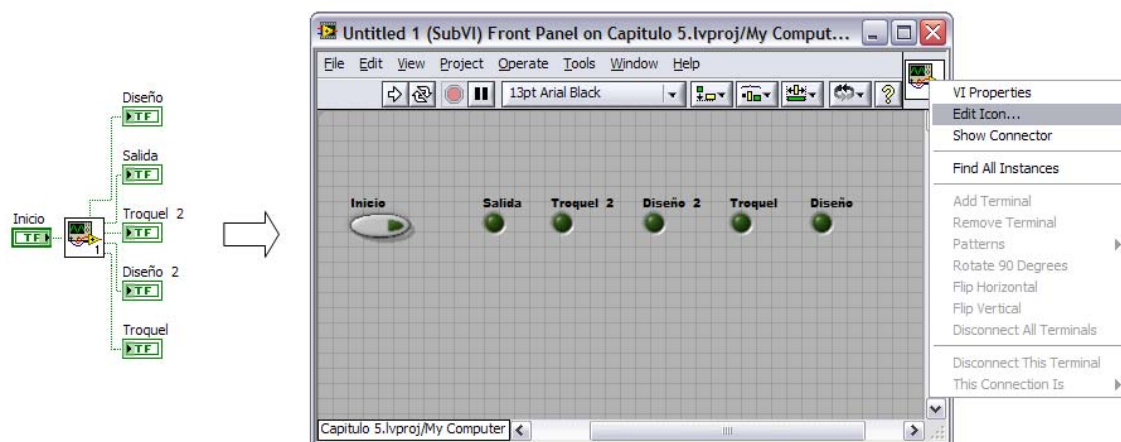 Diseño
TF
Salida
TF
Inicio
TF
1
Troquel 2
TF
Diseño 2
TF
Troquel
TF
Untitled 1 (SubVI) Front Panel on Capitulo 5.lvproj/My Comput...
File Edit View Project Operate Tools Window Help
13pt Arial Black
Inicio Salida Troquel 2 Diseño 2 Troquel Diseño
Capitulo 5.lvproj/My Computer
VI Properties
Edit Icon...
Show Connector
Find All Instances
Add Terminal
Remove Terminal
Patterns
Rotate 90 Degrees
Flip Horizontal
Flip Vertical
Disconnect All Terminals
Disconnect This Terminal
This Connection Is